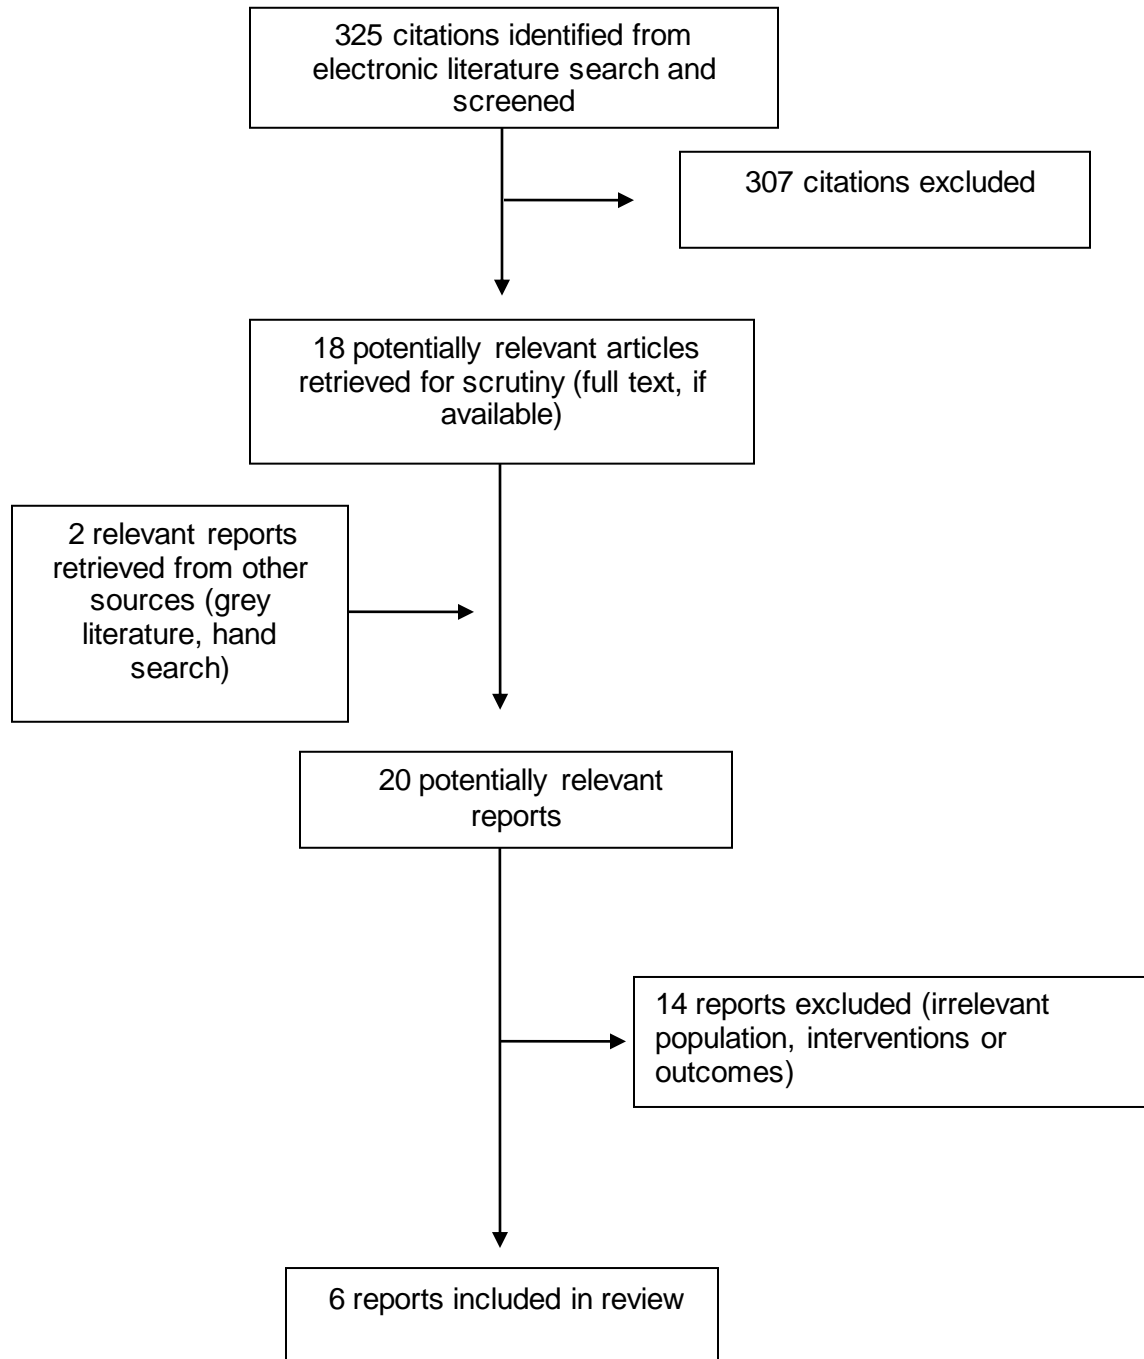 325 citations identified from
electronic literature search and
screened
307 citations excluded
18 potentially relevant articles
retrieved for scrutiny (full text, if
available)
2 relevant reports
retrieved from other
sources (grey
literature, hand
search)
20 potentially relevant
reports
14 reports excluded (irrelevant
population, interventions or
outcomes)
6 reports included in review